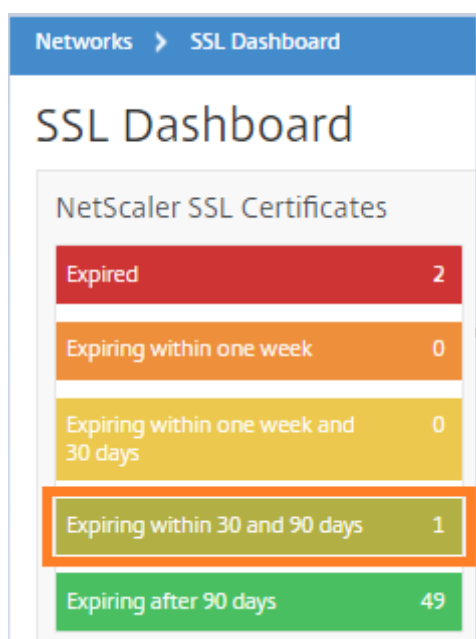 Networks > SSL Dashboard
SSL Dashboard
NetScaler SSL Certificates
Expired 2
Expiring within one week 0
Expiring within one week and 0
30 days
Expiring within 30 and 90 days 1
Expiring after 90 days 49